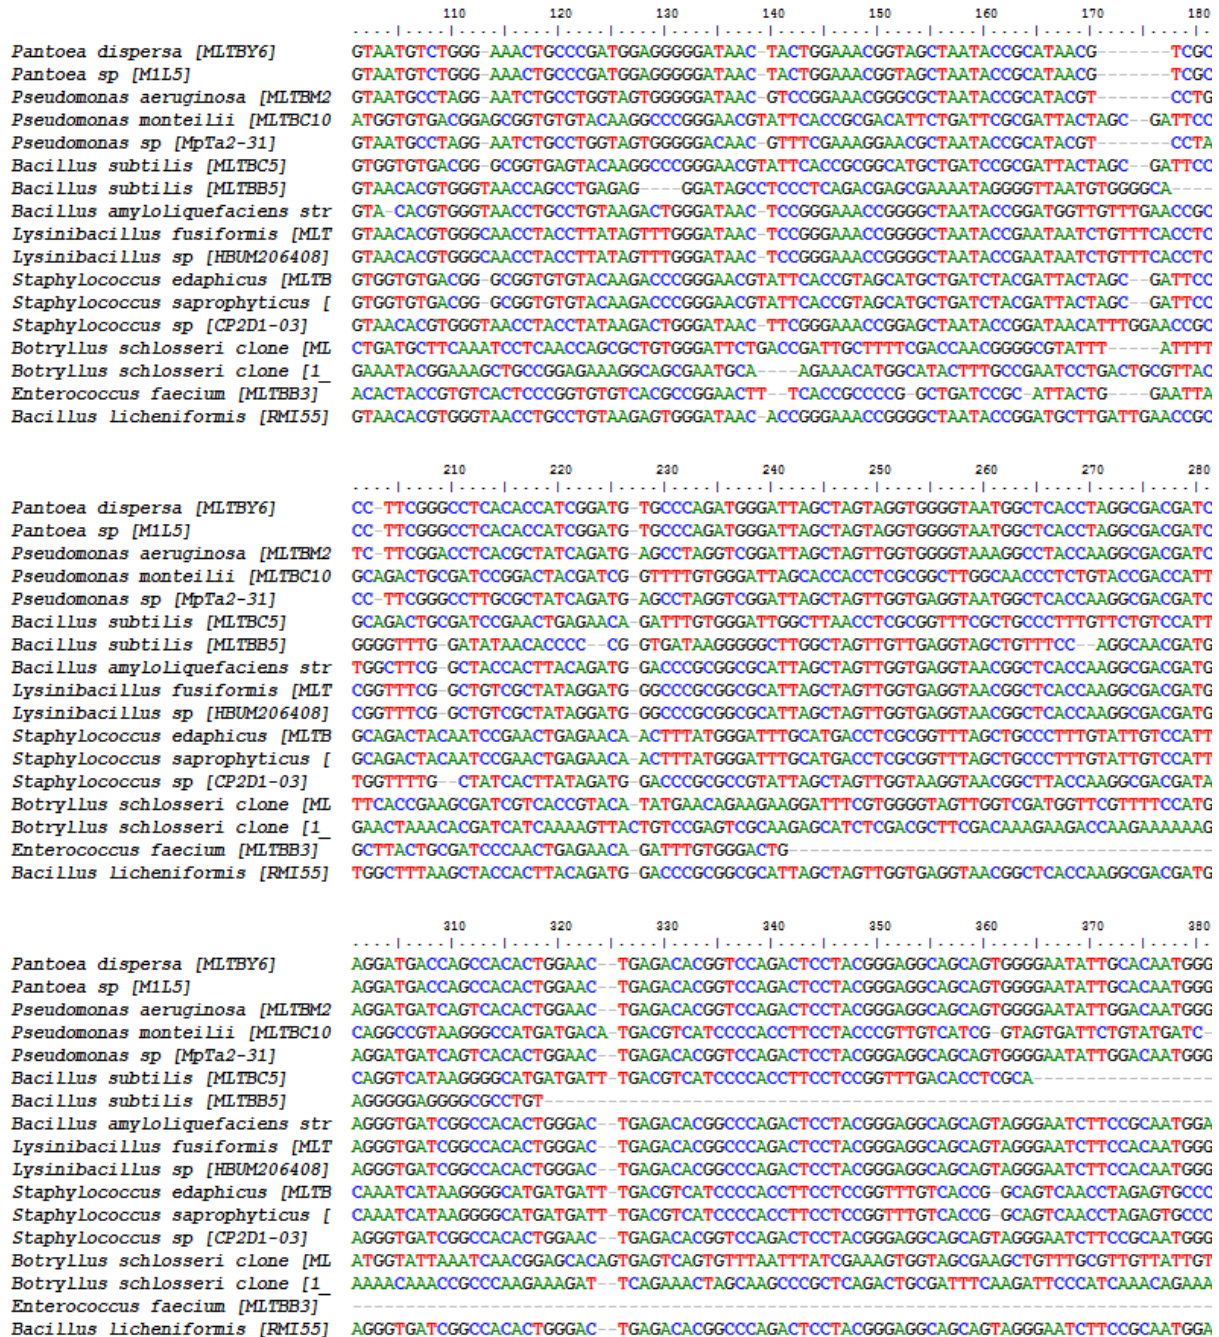 110 120 130 140 150 160 170 180
Pantoea dispersa [MLTBY6] GTAATGTCTGGG-AAACTGCCCGATGGAGGGGGATAAC-TACTGGAAACGGTAGCTAATACCGCATAACG-------TCGC
Pantoea sp [M1L5] GTAATGTCTGGG-AAACTGCCCGATGGAGGGGGATAAC-TACTGGAAACGGTAGCTAATACCGCATAACG-------TCGC
Pseudomonas aeruginosa [MLTBM2 GTAATGCCTAGG-AATCTGCCTGGTAGTGGGGGATAAC-GTCCGGAAACGGGCGCTAATACCGCATACGT-------CCTG
Pseudomonas monteilii [MLTBC10 ATGGTGTGACGGAGCGGTGTGTACAAGGCCCGGGAACGTATTCACCGCGACATTCTGATTCGCGATTACTAGC--GATTCC
Pseudomonas sp [MpTa2-31] GTAATGCCTAGG-AATCTGCCTGGTAGTGGGGGACAAC-GTTTCGAAAGGAACGCTAATACCGCATACGT-------CCTA
Bacillus subtilis [MLTBC5] GTGGTGTGACGG-GCGGTGAGTACAAGGCCCGGGAACGTATTCACCGCGGCATGCTGATCCGCGATTACTAGC--GATTCC
Bacillus subtilis [MLTBB5] GTAACACGTGGGTAACCAGCCTGAGAG----GGATAGCCTCCCTCAGACGAGCGAAAATAGGGGTTAATGTGGGGCA----
Bacillus amyloliquefaciens str GTA-CACGTGGGTAACCTGCCTGTAAGACTGGGATAAC-TCCGGGAAACCGGGGCTAATACCGGATGGTTGTTTGAACCGC
Lysinibacillus fusiformis [MLT GTAACACGTGGGCAACCTACCTTATAGTTTGGGATAAC-TCCGGGAAACCGGGGCTAATACCGAATAATCTGTTTCACCTC
Lysinibacillus sp [HBUM206408] GTAACACGTGGGCAACCTACCTTATAGTTTGGGATAAC-TCCGGGAAACCGGGGCTAATACCGAATAATCTGTTTCACCTC
Staphylococcus edaphicus [MLTB GTGGTGTGACGG-GCGGTGTGTACAAGACCCGGGAACGTATTCACCGTAGCATGCTGATCTACGATTACTAGC--GATTCC
Staphylococcus saprophyticus [ GTGGTGTGACGG-GCGGTGTGTACAAGACCCGGGAACGTATTCACCGTAGCATGCTGATCTACGATTACTAGC--GATTCC
Staphylococcus sp [CP2D1-03] GTAACACGTGGGTAACCTACCTATAAGACTGGGATAAC-TTCGGGAAACCGGAGCTAATACCGGATAACATTTGGAACCGC
Botryllus schlosseri clone [ML CTGATGCTTCAAATCCTCAACCAGCGCTGTGGGATTCTGACCGATTGCTTTTCGACCAACGGGGCGTATTT-----ATTTT
Botryllus schlosseri clone [1_ GAAATACGGAAAGCTGCCGGAGAAAGGCAGCGAATGCA----AGAAACATGGCATACTTTGCCGAATCCTGACTGCGTTAC
Enterococcus faecium [MLTBB3] ACACTACCGTGTCACTCCCGGTGTGTCACGCCGGAACTT--TCACCGCCCCG-GCTGATCCGC-ATTACTG----GAATTA
Bacillus licheniformis [RMI55] GTAACACGTGGGTAACCTGCCTGTAAGAGTGGGATAAC-ACCGGGAAACCGGGGCTAATACCGGATGCTTGATTGAACCGC
210 220 230 240 250 260 270 280
Pantoea dispersa [MLTBY6] CC-TTCGGGCCTCACACCATCGGATG-TGCCCAGATGGGATTAGCTAGTAGGTGGGGTAATGGCTCACCTAGGCGACGATC
Pantoea sp [M1L5] CC-TTCGGGCCTCACACCATCGGATG-TGCCCAGATGGGATTAGCTAGTAGGTGGGGTAATGGCTCACCTAGGCGACGATC
Pseudomonas aeruginosa [MLTBM2 TC-TTCGGACCTCACGCTATCAGATG-AGCCTAGGTCGGATTAGCTAGTTGGTGGGGTAAAGGCCTACCAAGGCGACGATC
Pseudomonas monteilii [MLTBC10 GCAGACTGCGATCCGGACTACGATCG-GTTTTGTGGGATTAGCACCACCTCGCGGCTTGGCAACCCTCTGTACCGACCATT
Pseudomonas sp [MpTa2-31] CC-TTCGGGCCTTGCGCTATCAGATG-AGCCTAGGTCGGATTAGCTAGTTGGTGAGGTAATGGCTCACCAAGGCGACGATC
Bacillus subtilis [MLTBC5] GCAGACTGCGATCCGAACTGAGAACA-GATTTGTGGGATTGGCTTAACCTCGCGGTTTCGCTGCCCTTTGTTCTGTCCATT
Bacillus subtilis [MLTBB5] GGGGTTTG-GATATAACACCCC--CG-GTGATAAGGGGGCTTGGCTAGTTGTTGAGGTAGCTGTTTCC--AGGCAACGATG
Bacillus amyloliquefaciens str TGGCTTCG-GCTACCACTTACAGATG-GACCCGCGGCGCATTAGCTAGTTGGTGAGGTAACGGCTCACCAAGGCGACGATG
Lysinibacillus fusiformis [MLT CGGTTTCG-GCTGTCGCTATAGGATG-GGCCCGCGGCGCATTAGCTAGTTGGTGAGGTAACGGCTCACCAAGGCGACGATG
Lysinibacillus sp [HBUM206408] CGGTTTCG-GCTGTCGCTATAGGATG-GGCCCGCGGCGCATTAGCTAGTTGGTGAGGTAACGGCTCACCAAGGCGACGATG
Staphylococcus edaphicus [MLTB GCAGACTACAATCCGAACTGAGAACA-ACTTTATGGGATTTGCATGACCTCGCGGTTTAGCTGCCCTTTGTATTGTCCATT
Staphylococcus saprophyticus [ GCAGACTACAATCCGAACTGAGAACA-ACTTTATGGGATTTGCATGACCTCGCGGTTTAGCTGCCCTTTGTATTGTCCATT
Staphylococcus sp [CP2D1-03] TGGTTTTG--CTATCACTTATAGATG-GACCCGCGCCGTATTAGCTAGTTGGTAAGGTAACGGCTTACCAAGGCGACGATA
Botryllus schlosseri clone [ML TTCACCGAAGCGATCGTCACCGTACA-TATGAACAGAAGAAGGATTTCGTGGGGTAGTTGGTCGATGGTTCGTTTTCCATG
Botryllus schlosseri clone [1_ GAACTAAACACGATCATCAAAAGTTACTGTCCGAGTCGCAAGAGCATCTCGACGCTTCGACAAAGAAGACCAAGAAAAAAG
Enterococcus faecium [MLTBB3] GCTTACTGCGATCCCAACTGAGAACA-GATTTGTGGGACTG----------------------------------------
Bacillus licheniformis [RMI55] TGGCTTTAAGCTACCACTTACAGATG-GACCCGCGGCGCATTAGCTAGTTGGTGAGGTAACGGCTCACCAAGGCGACGATG
310 320 330 340 350 360 370 380
Pantoea dispersa [MLTBY6] AGGATGACCAGCCACACTGGAAC--TGAGACACGGTCCAGACTCCTACGGGAGGCAGCAGTGGGGAATATTGCACAATGGG
Pantoea sp [M1L5] AGGATGACCAGCCACACTGGAAC--TGAGACACGGTCCAGACTCCTACGGGAGGCAGCAGTGGGGAATATTGCACAATGGG
Pseudomonas aeruginosa [MLTBM2 AGGATGATCAGTCACACTGGAAC--TGAGACACGGTCCAGACTCCTACGGGAGGCAGCAGTGGGGAATATTGGACAATGGG
Pseudomonas monteilii [MLTBC10 CAGGCCGTAAGGGCCATGATGACA-TGACGTCATCCCCACCTTCCTACCCGTTGTCATCG-GTAGTGATTCTGTATGATC-
Pseudomonas sp [MpTa2-31] AGGATGATCAGTCACACTGGAAC--TGAGACACGGTCCAGACTCCTACGGGAGGCAGCAGTGGGGAATATTGGACAATGGG
Bacillus subtilis [MLTBC5] CAGGTCATAAGGGGCATGATGATT-TGACGTCATCCCCACCTTCCTCCGGTTTGACACCTCGCA-----------------
Bacillus subtilis [MLTBB5] AGGGGGAGGGGCGCCTGT---------------------------------------------------------------
Bacillus amyloliquefaciens str AGGGTGATCGGCCACACTGGGAC--TGAGACACGGCCCAGACTCCTACGGGAGGCAGCAGTAGGGAATCTTCCGCAATGGA
Lysinibacillus fusiformis [MLT AGGGTGATCGGCCACACTGGGAC--TGAGACACGGCCCAGACTCCTACGGGAGGCAGCAGTAGGGAATCTTCCACAATGGG
Lysinibacillus sp [HBUM206408] AGGGTGATCGGCCACACTGGGAC--TGAGACACGGCCCAGACTCCTACGGGAGGCAGCAGTAGGGAATCTTCCACAATGGG
Staphylococcus edaphicus [MLTB CAAATCATAAGGGGCATGATGATT-TGACGTCATCCCCACCTTCCTCCGGTTTGTCACCG-GCAGTCAACCTAGAGTGCCC
Staphylococcus saprophyticus [ CAAATCATAAGGGGCATGATGATT-TGACGTCATCCCCACCTTCCTCCGGTTTGTCACCG-GCAGTCAACCTAGAGTGCCC
Staphylococcus sp [CP2D1-03] AGGGTGATCGGCCACACTGGAAC--TGAGACACGGTCCAGACTCCTACGGGAGGCAGCAGTAGGGAATCTTCCGCAATGGG
Botryllus schlosseri clone [ML ATGGTATTAAATCAACGGAGCACAGTGAGTCAGTGTTTAATTTATCGAAAGTGGTAGCGAAGCTGTTTGCGTTGTTATTGT
Botryllus schlosseri clone [1_ AAAACAAACCGCCCAAGAAAGAT--TCAGAAACTAGCAAGCCCGCTCAGACTGCGATTTCAAGATTCCCATCAAACAGAAA
Enterococcus faecium [MLTBB3] ---------------------------------------------------------------------------------
Bacillus licheniformis [RMI55] AGGGTGATCGGCCACACTGGGAC--TGAGACACGGCCCAGACTCCTACGGGAGGCAGCAGTAGGGAATCTTCCGCAATGGA